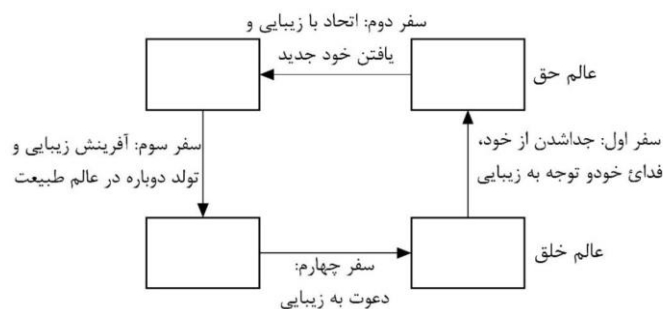 سفر دوم: اتحاد با زیبایی و
یافتن خود جدید
عالم حق
سفر اول: جداشدن از خود،
فدائ خودو توجه به زیبایی
سفر سوم: آفرینش زیبایی و
تولد دوباره در عالم طبیعت
عالم خلق
سفر چهارم:
دعوت به زیبایی